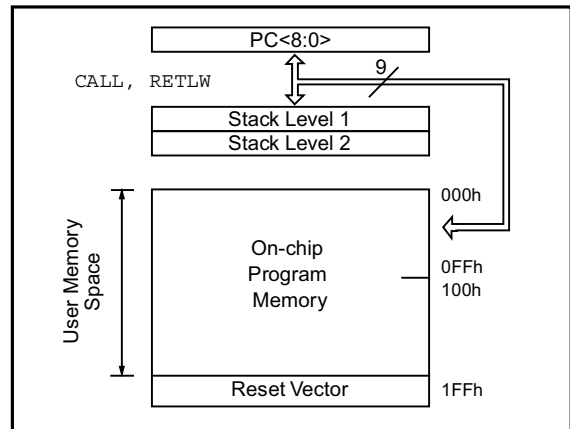 PC<8:0>
9
CALL, RETLW
Stack Level 1
Stack Level 2
000h
User Memory
Space
On-chip
Program
Memory
0FFh
100h
Reset Vector
1FFh